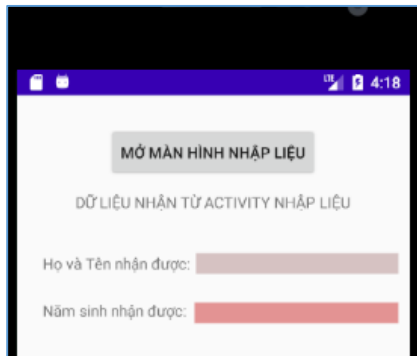 LTE 4:18
MỞ MÀN HÌNH NHẬP LIỆU
DỮ LIỆU NHẬN TỪ ACTIVITY NHẬP LIỆU
Họ và Tên nhận được:
Năm sinh nhận được: